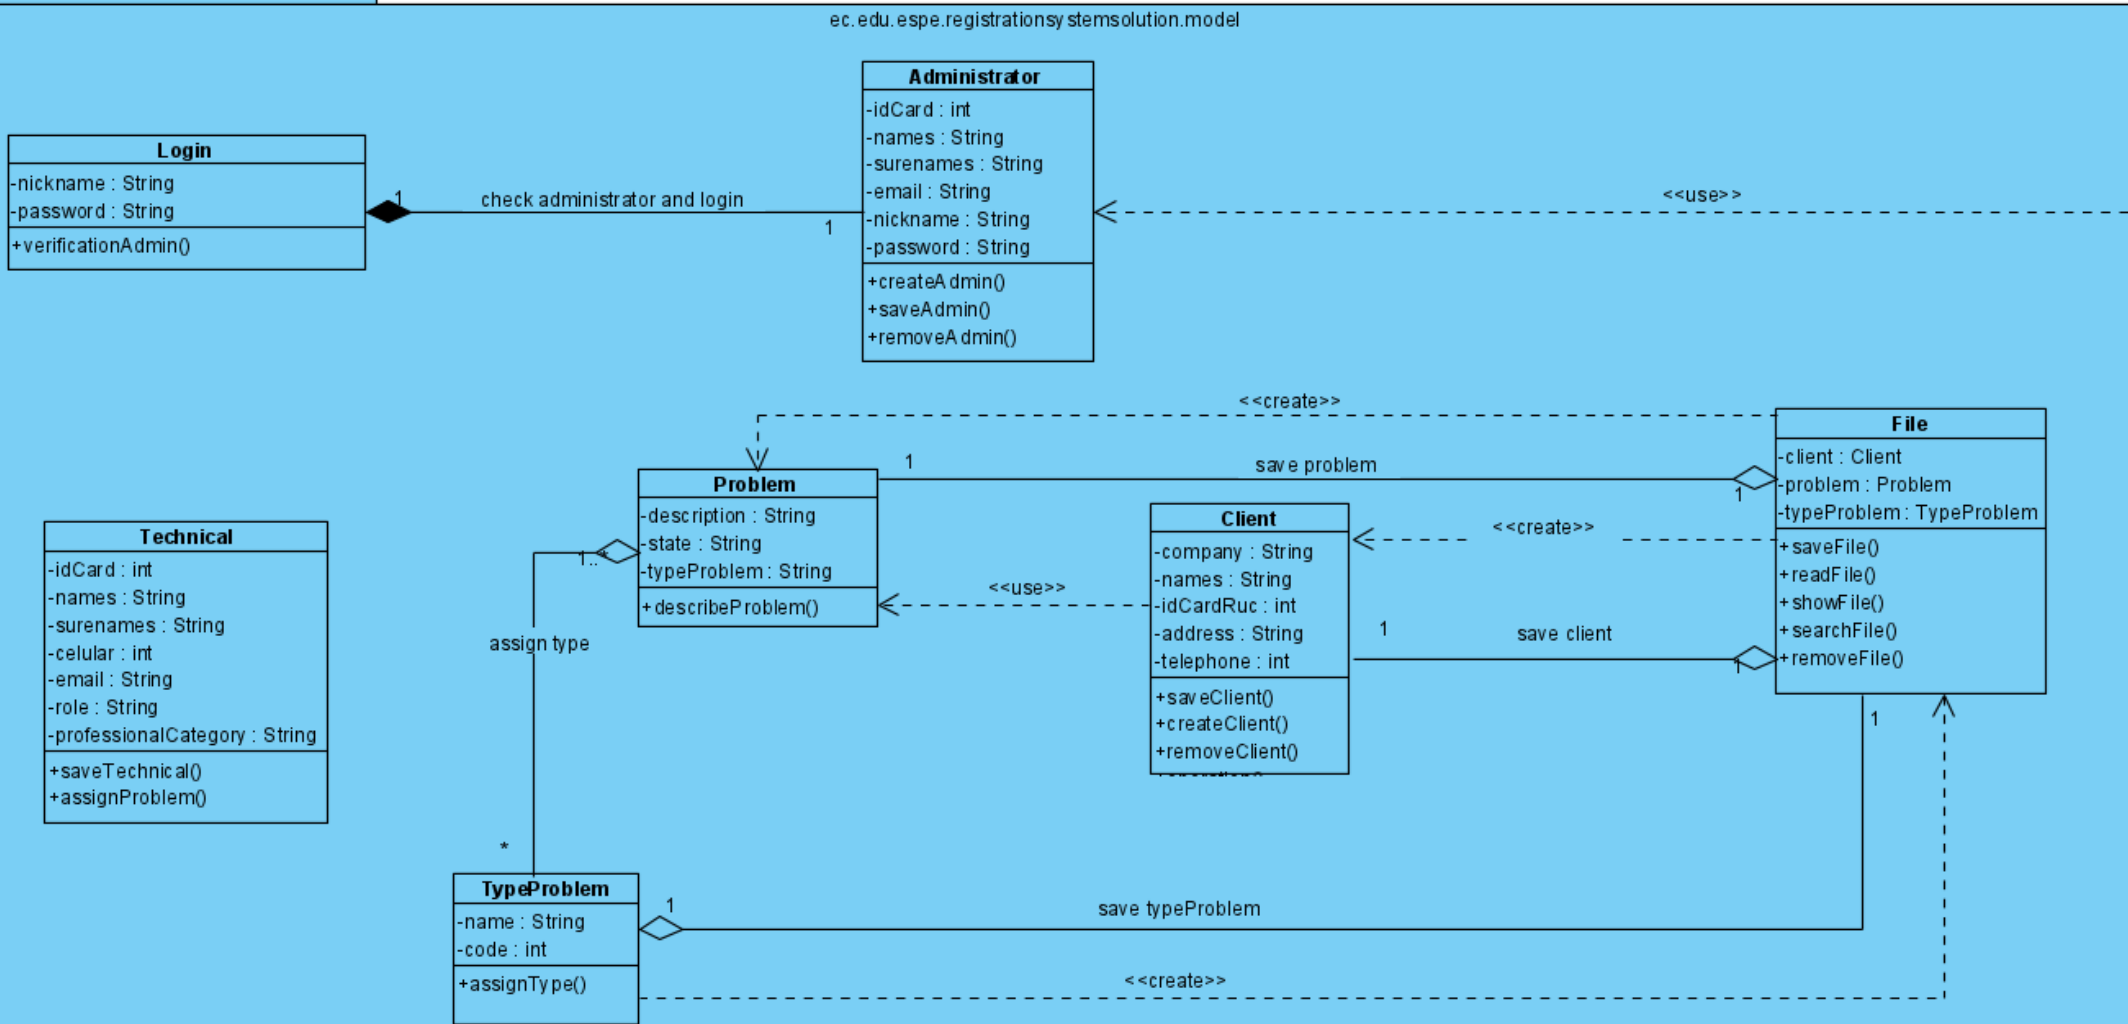 ec.edu.espe.registrationsystemsolution.model
Administrator
-idCard : int
-names : String
-surenames : String
-email : String
-nickname : String
-password : String
+createAdmin()
+saveAdmin()
+removeAdmin()
Login
-nickname : String
-password : String
+verificationAdmin()
1
check administrator and login
1
<<use>>
<<create>>
File
-client : Client
-problem : Problem
-typeProblem : TypeProblem
+saveFile()
+readFile()
+showFile()
+searchFile()
+removeFile()
1
save problem
1
Problem
-description : String
-state : String
-typeProblem : String
+describeProblem()
1..*
Client
-company : String
-names : String
-idCardRuc : int
-address : String
-telephone : int
+saveClient()
+createClient()
+removeClient()
<<create>>
<<use>>
1
save client
1
Technical
-idCard : int
-names : String
-surenames : String
-celular : int
-email : String
-role : String
-professionalCategory : String
+saveTechnical()
+assignProblem()
assign type
*
1
TypeProblem
-name : String
-code : int
+assignType()
1
save typeProblem
<<create>>